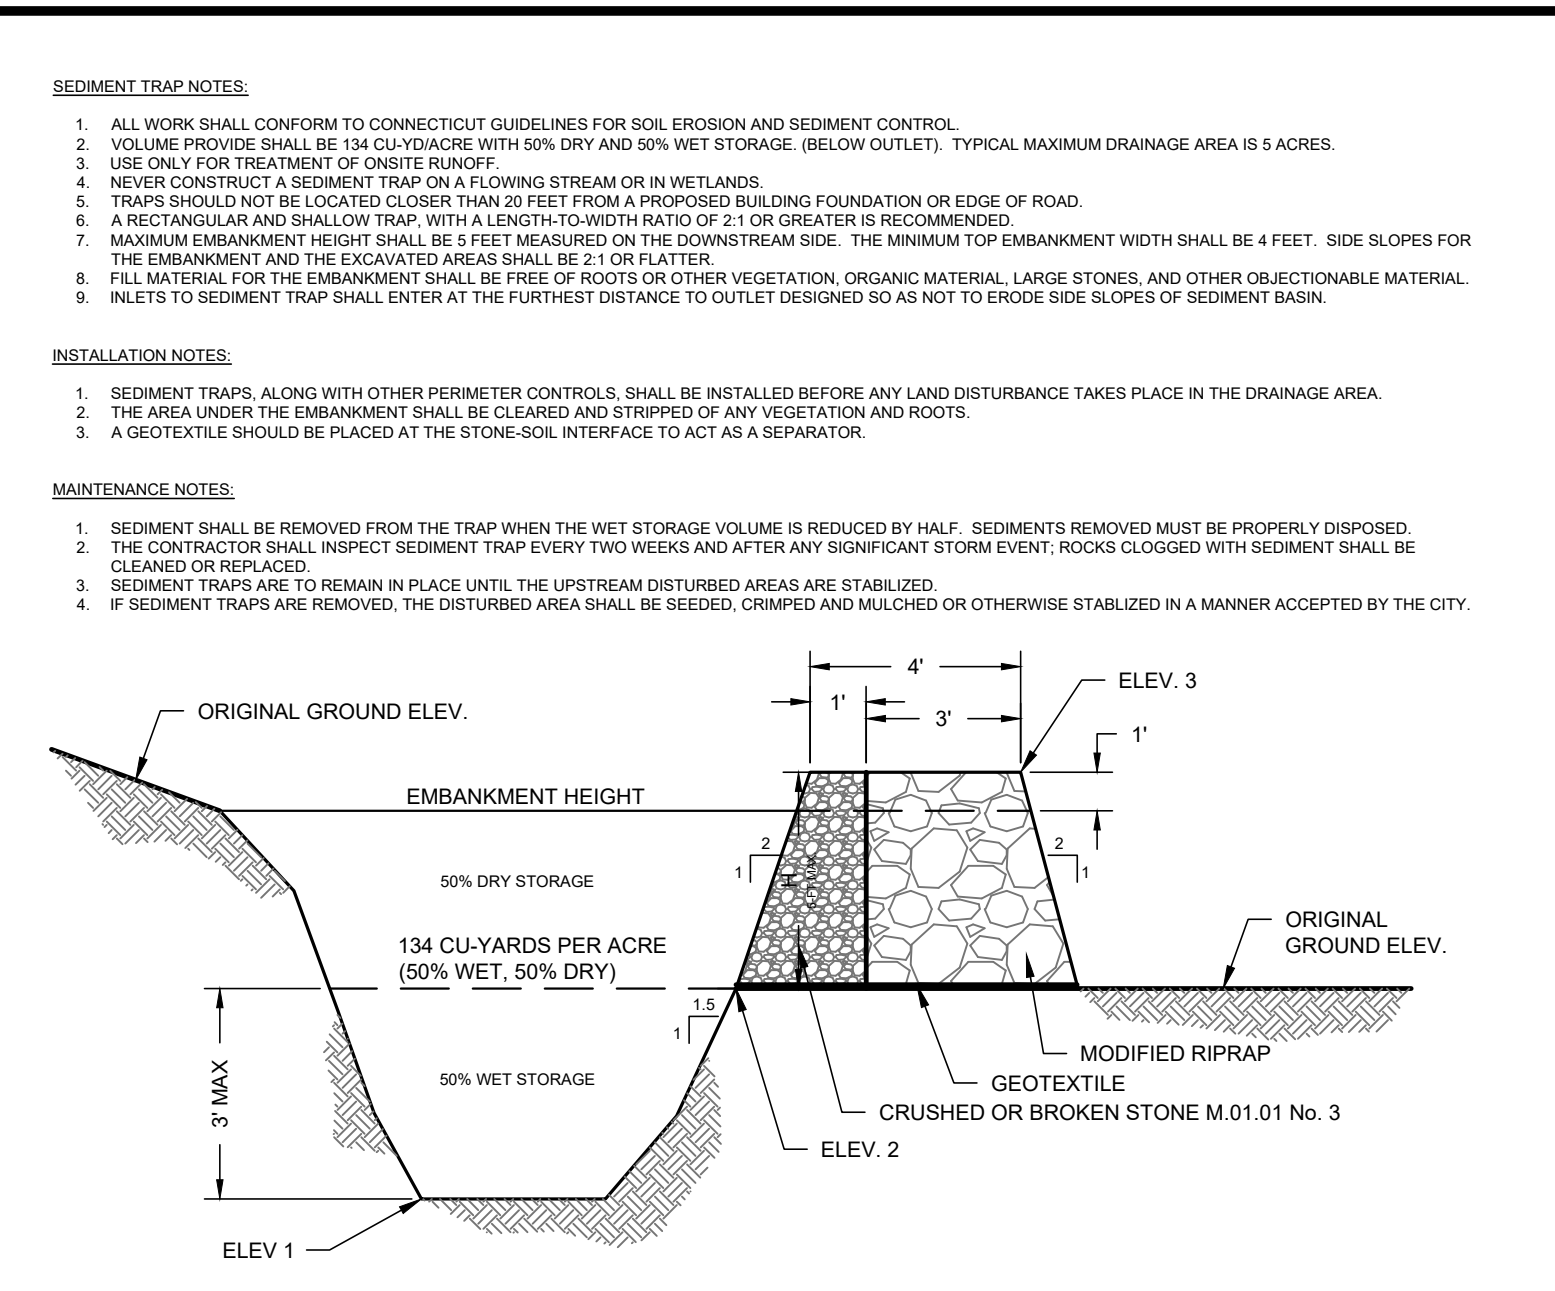 SEDIMENT TRAP NOTES:
1. ALL WORK SHALL CONFORM TO CONNECTICUT GUIDELINES FOR SOIL EROSION AND SEDIMENT CONTROL.
2. VOLUME PROVIDE SHALL BE 134 CU-YD/ACRE WITH 50% DRY AND 50% WET STORAGE. (BELOW OUTLET). TYPICAL MAXIMUM DRAINAGE AREA IS 5 ACRES.
3. USE ONLY FOR TREATMENT OF ONSITE RUNOFF.
4. NEVER CONSTRUCT A SEDIMENT TRAP ON A FLOWING STREAM OR IN WETLANDS.
5. TRAPS SHOULD NOT BE LOCATED CLOSER THAN 20 FEET FROM A PROPOSED BUILDING FOUNDATION OR EDGE OF ROAD.
6. A RECTANGULAR AND SHALLOW TRAP, WITH A LENGTH-TO-WIDTH RATIO OF 2:1 OR GREATER IS RECOMMENDED.
7. MAXIMUM EMBANKMENT HEIGHT SHALL BE 5 FEET MEASURED ON THE DOWNSTREAM SIDE. THE MINIMUM TOP EMBANKMENT WIDTH SHALL BE 4 FEET. SIDE SLOPES FOR
THE EMBANKMENT AND THE EXCAVATED AREAS SHALL BE 2:1 OR FLATTER.
8. FILL MATERIAL FOR THE EMBANKMENT SHALL BE FREE OF ROOTS OR OTHER VEGETATION, ORGANIC MATERIAL, LARGE STONES, AND OTHER OBJECTIONABLE MATERIAL.
9. INLETS TO SEDIMENT TRAP SHALL ENTER AT THE FURTHEST DISTANCE TO OUTLET DESIGNED SO AS NOT TO ERODE SIDE SLOPES OF SEDIMENT BASIN.
INSTALLATION NOTES:
1. SEDIMENT TRAPS, ALONG WITH OTHER PERIMETER CONTROLS, SHALL BE INSTALLED BEFORE ANY LAND DISTURBANCE TAKES PLACE IN THE DRAINAGE AREA.
2. THE AREA UNDER THE EMBANKMENT SHALL BE CLEARED AND STRIPPED OF ANY VEGETATION AND ROOTS.
3. A GEOTEXTILE SHOULD BE PLACED AT THE STONE-SOIL INTERFACE TO ACT AS A SEPARATOR.
MAINTENANCE NOTES:
1. SEDIMENT SHALL BE REMOVED FROM THE TRAP WHEN THE WET STORAGE VOLUME IS REDUCED BY HALF. SEDIMENTS REMOVED MUST BE PROPERLY DISPOSED.
2. THE CONTRACTOR SHALL INSPECT SEDIMENT TRAP EVERY TWO WEEKS AND AFTER ANY SIGNIFICANT STORM EVENT; ROCKS CLOGGED WITH SEDIMENT SHALL BE
CLEANED OR REPLACED.
3. SEDIMENT TRAPS ARE TO REMAIN IN PLACE UNTIL THE UPSTREAM DISTURBED AREAS ARE STABILIZED.
4. IF SEDIMENT TRAPS ARE REMOVED, THE DISTURBED AREA SHALL BE SEEDED, CRIMPED AND MULCHED OR OTHERWISE STABLIZED IN A MANNER ACCEPTED BY THE CITY.
4'
ELEV. 3
1'
3'
ORIGINAL GROUND ELEV.
1'
EMBANKMENT HEIGHT
2
1
2
1
H
FT MAX
50% DRY STORAGE
ORIGINAL
GROUND ELEV.
134 CU-YARDS PER ACRE
(50% WET, 50% DRY)
1.5
1
3' MAX
50% WET STORAGE
MODIFIED RIPRAP
GEOTEXTILE
CRUSHED OR BROKEN STONE M.01.01 No. 3
ELEV. 2
ELEV 1